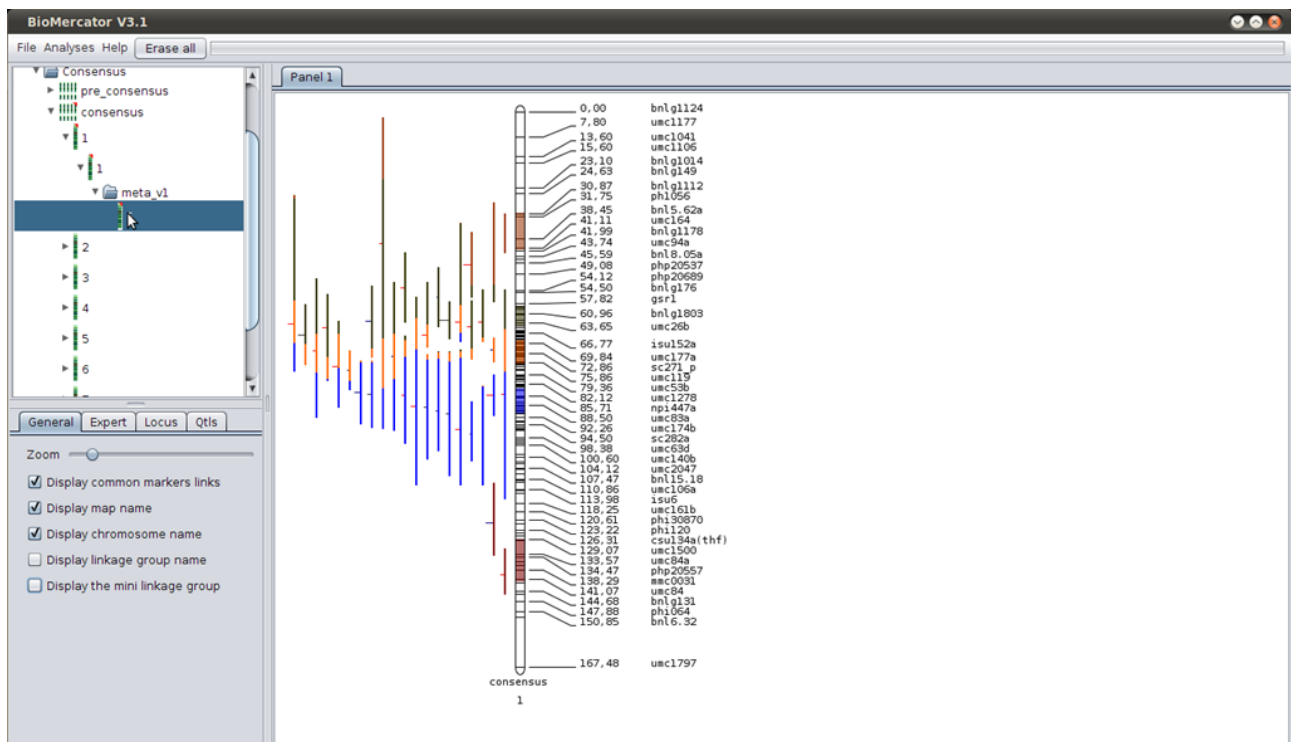 BioMercator V3.1
File Analyses Help Erase all
Consensus
pre_consensus
consensus
1
1
meta_v1
2
3
4
5
6
General Expert Locus Qtls
Zoom
Display common markers links
Display map name
Display chromosome name
Display linkage group name
Display the mini linkage group
Panel 1
0,00 bnlg1124
7,80 umc1177
13,60 umc1041
15,60 umc1106
23,10 bnlg1014
24,63 bnlg149
30,87 bnlg1112
31,75 phi056
38,45 bnl5.62a
41,11 umc164
41,99 bnlg1178
43,74 umc94a
45,59 bnl8.05a
49,08 php20537
54,12 php20689
54,50 bnlg176
57,82 gsr1
60,96 bnlg1803
63,65 umc26b
66,77 isu152a
69,84 umc177a
72,86 sc271_p
75,86 umc119
79,36 umc53b
82,12 umc1278
85,71 npi447a
88,50 umc83a
92,26 umc174b
94,50 sc282a
98,38 umc63d
100,60 umc140b
104,12 umc2047
107,47 bnl15.18
110,86 umc106a
113,98 isu6
118,25 umc161b
120,61 phi30870
123,22 phi120
126,31 csu134a(thf)
129,07 umc1500
133,57 umc84a
134,47 php20557
138,29 mmc0031
141,07 umc84
144,68 bnlg131
147,88 phi064
150,85 bnl6.32
167,48 umc1797
consensus
1